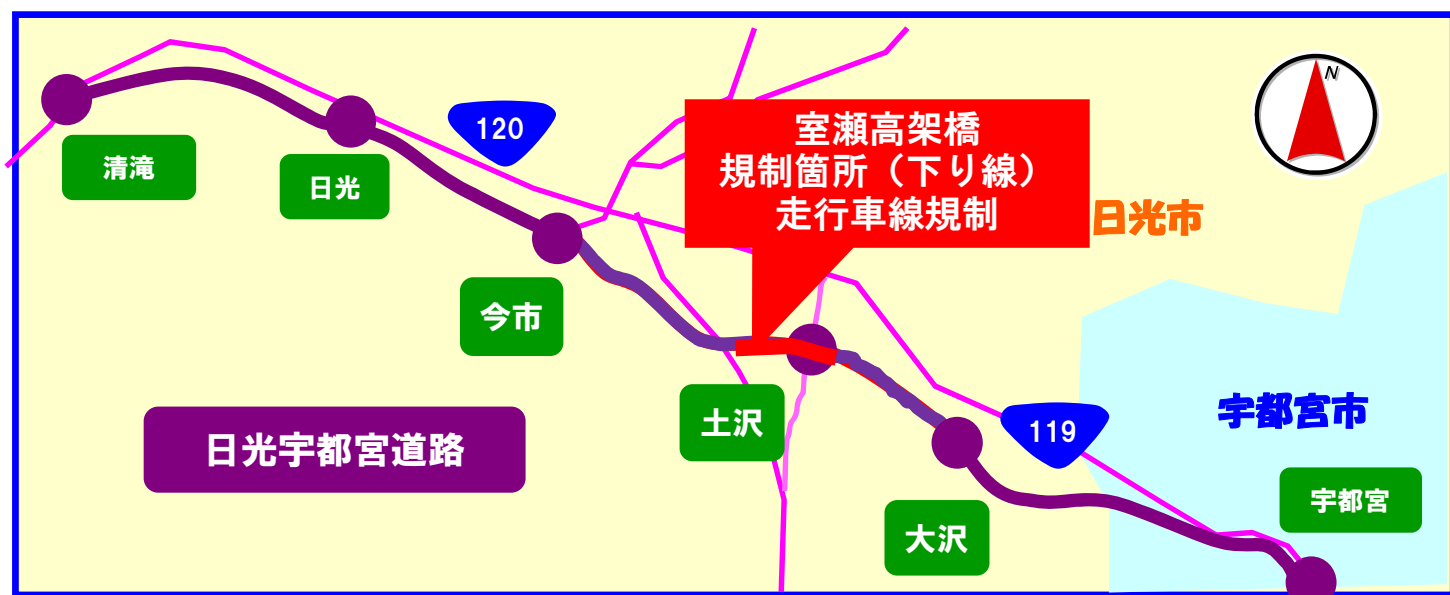 室瀬高架橋
規制箇所（下り線）
走行車線規制
N
120
清滝
日光
日光市
今市
土沢
119
宇都宮市
日光宇都宮道路
宇都宮
大沢